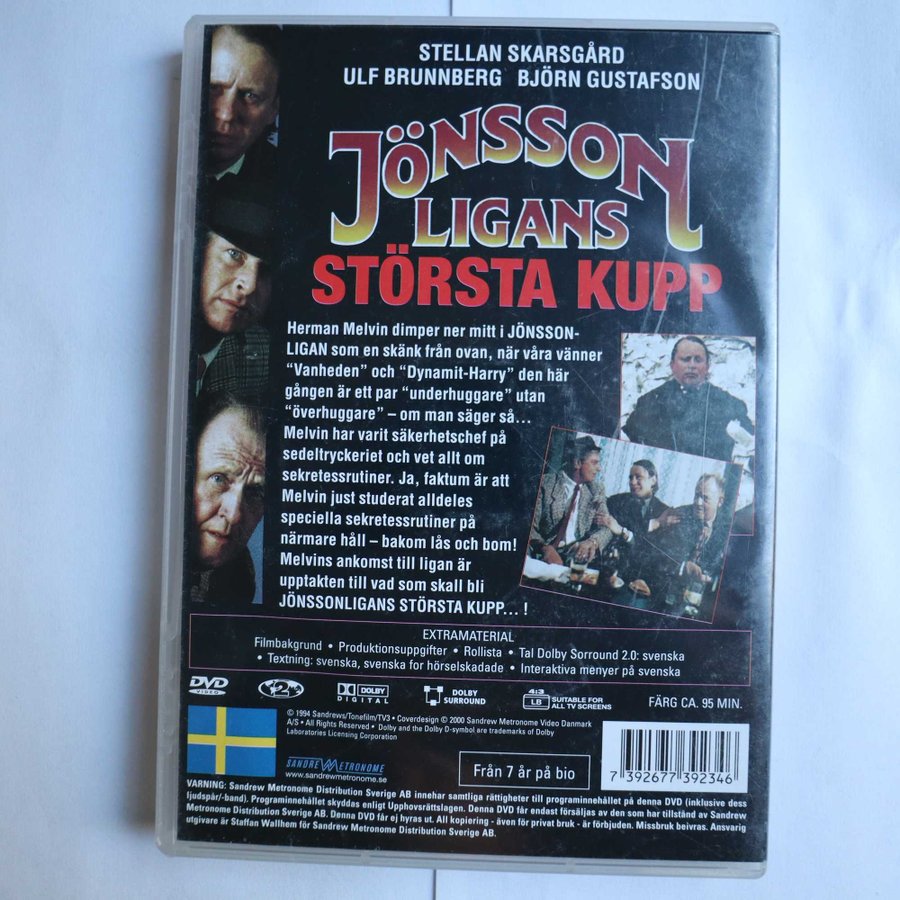 STELLAN SKARSGÅRD
ULF BRUNNBERG BJÖRN GUSTAFSON
JÖNSSON
LIGANS
STÖRSTA KUPP
Herman Melvin dimper ner mitt i JÖNSSON-
LIGAN som en skänk från ovan, när våra vänner
“Vanheden” och “Dynamit-Harry” den här
gången är ett par “underhuggare” utan
“överhuggare” – om man säger så…
Melvin har varit säkerhetschef på
sedeltryckeriet och vet allt om
sekretessrutiner. Ja, faktum är att
Melvin just studerat alldeles
speciella sekretessrutiner på
närmare håll – bakom lås och bom!
Melvins ankomst till ligan är
upptakten till vad som skall bli
JÖNSSONLIGANS STÖRSTA KUPP... !
EXTRAMATERIAL
Filmbakgrund • Produktionsuppgifter • Rollista • Tal Dolby Sorround 2.0: svenska
• Textning: svenska, svenska för hörselskadade • Interaktiva menyer på svenska
DVD VIDEO 2 DOLBY DIGITAL DOLBY SURROUND 4:3 LB SUITABLE FOR ALL TV SCREENS FÄRG CA. 95 MIN.
© 1994 Sandrews/Tonefilm/TV3 • Coverdesign © 2000 Sandrew Metronome Video Danmark
A/S • All Rights Reserved • Dolby and the Dolby D-symbol are trademarks of Dolby
Laboratories Licensing Corporation
SANDREW METRONOME
www.sandrewmetronome.se
Från 7 år på bio
7 392677 392346
VARNING: Sandrew Metronome Distribution Sverige AB innehar samtliga rättigheter till programinnehållet på denna DVD (inklusive dess
ljudspår/-band). Programinnehållet skyddas enligt Upphovsrättslagen. Denna DVD får endast försäljas av den som har tillstånd av Sandrew
Metronome Distribution Sverige AB. Denna DVD får ej hyras ut. All kopiering - även för privat bruk - är förbjuden. Missbruk beivras. Ansvarig
utgivare är Staffan Wallhem för Sandrew Metronome Distribution Sverige AB.